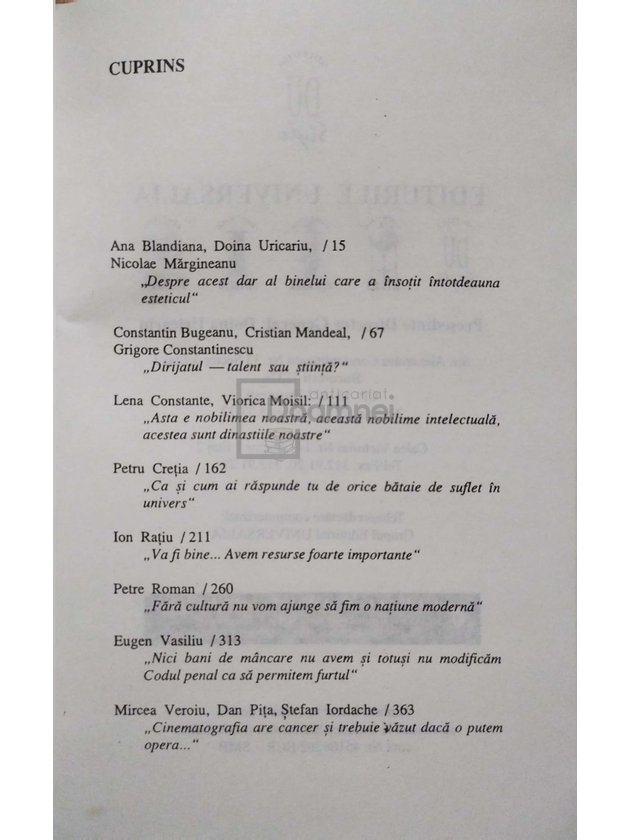 CUPRINS
Ana Blandiana, Doina Uricariu, / 15
Nicolae Mărgineanu
„Despre acest dar al binelui care a însoțit întotdeauna
esteticul“
Constantin Bugeanu, Cristian Mandeal, / 67
Grigore Constantinescu
„Dirijatul — talent sau știință?“
anticariat
Doamnei
Lena Constante, Viorica Moisil: / 111
„Asta e nobilimea noastră, această nobilime intelectuală,
acestea sunt dinastiile noastre“
Petru Creția / 162
„Ca și cum ai răspunde tu de orice bătaie de suflet în
univers“
Ion Rațiu / 211
„Va fi bine... Avem resurse foarte importante“
Petre Roman / 260
„Fără cultură nu vom ajunge să fim o națiune modernă“
Eugen Vasiliu / 313
„Nici bani de mâncare nu avem și totuși nu modificăm
Codul penal ca să permitem furtul“
Mircea Veroiu, Dan Pița, Ștefan Iordache / 363
„Cinematografia are cancer și trebuie văzut dacă o putem
opera...“